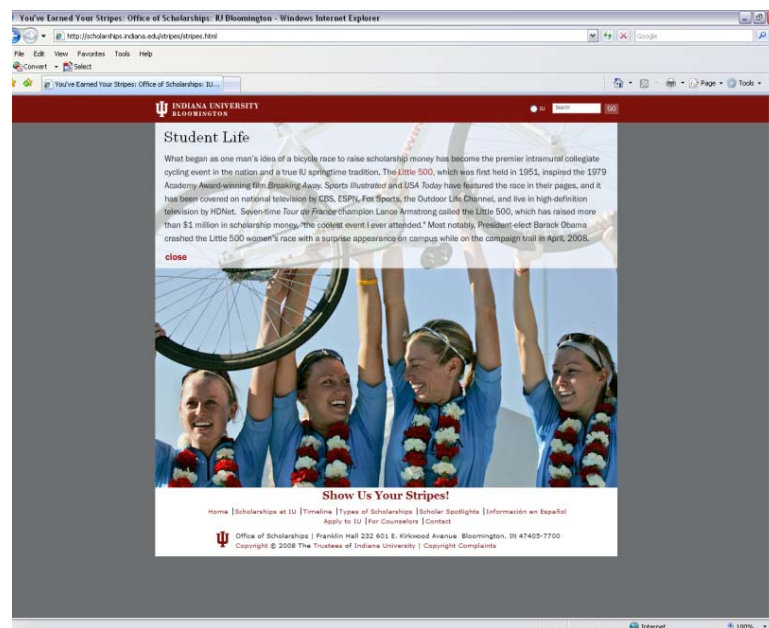 You've Earned Your Stripes: Office of Scholarships: IU Bloomington - Windows Internet Explorer
http://scholarships.indiana.edu/stripes/stripes.html
Google
File Edit View Favorites Tools Help
Convert Select
You've Earned Your Stripes: Office of Scholarships: IU...
Page Tools
INDIANA UNIVERSITY
BLOOMINGTON
IU Search GO
Student Life
What began as one man's idea of a bicycle race to raise scholarship money has become the premier intramural collegiate
cycling event in the nation and a true IU springtime tradition. The Little 500, which was first held in 1951, inspired the 1979
Academy Award-winning film Breaking Away. Sports Illustrated and USA Today have featured the race in their pages, and it
has been covered on national television by CBS, ESPN, Fox Sports, the Outdoor Life Channel, and live in high-definition
television by HDNet. Seven-time Tour de France champion Lance Armstrong called the Little 500, which has raised more
than $1 million in scholarship money, "the coolest event I ever attended." Most notably, President-elect Barack Obama
crashed the Little 500 women's race with a surprise appearance on campus while on the campaign trail in April, 2008.
close
Show Us Your Stripes!
Home | Scholarships at IU | Timeline | Types of Scholarships | Scholar Spotlights | Información en Español
Apply to IU | For Counselors | Contact
Office of Scholarships | Franklin Hall 232 601 E. Kirkwood Avenue Bloomington, IN 47405-7700
Copyright © 2008 The Trustees of Indiana University | Copyright Complaints
Internet 100%